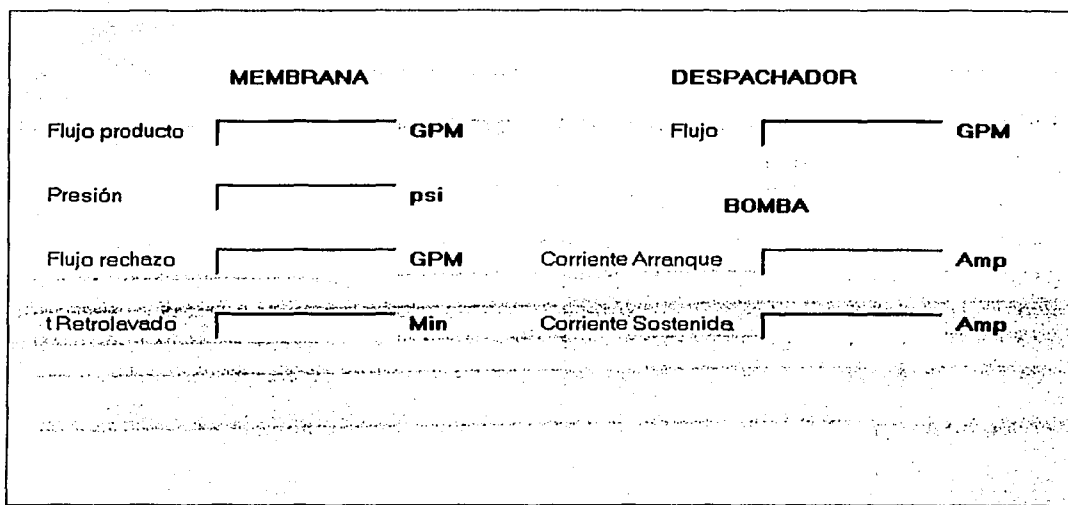 MEMBRANA
Flujo producto GPM
Presión psi
Flujo rechazo GPM
t Retrolavado Min
DESPACHADOR
Flujo GPM
BOMBA
Corriente Arranque Amp
Corriente Sostenida Amp